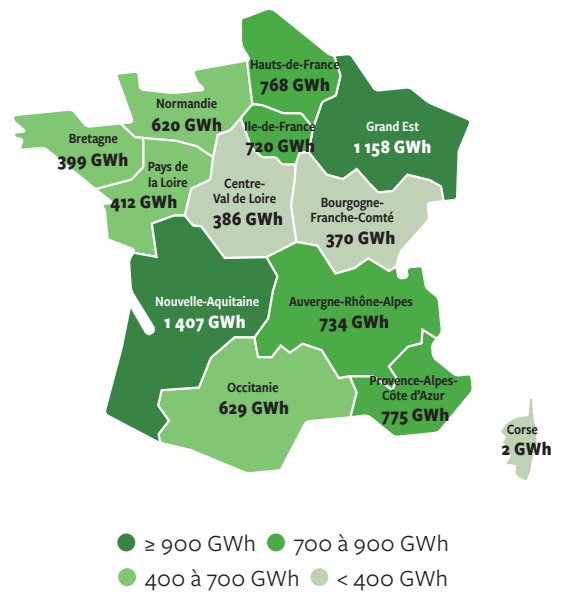 Hauts-de-France
768 GWh
Normandie
620 GWh
Ile-de-France
720 GWh
Grand Est
1 158 GWh
Bretagne
399 GWh
Pays de
la Loire
412 GWh
Centre-
Val de Loire
386 GWh
Bourgogne-
Franche-Comté
370 GWh
Nouvelle-Aquitaine
1 407 GWh
Auvergne-Rhône-Alpes
734 GWh
Occitanie
629 GWh
Provence-Alpes-
Côte d'Azur
775 GWh
Corse
2 GWh
≥ 900 GWh 700 à 900 GWh
400 à 700 GWh < 400 GWh